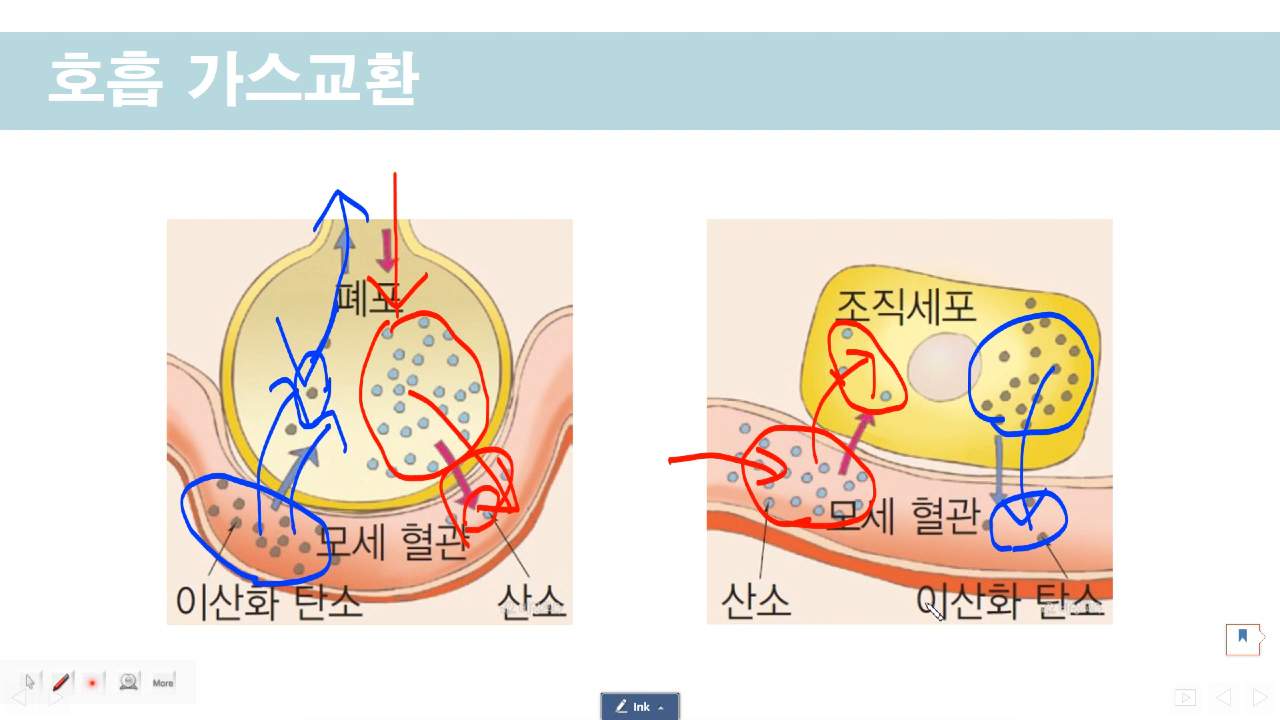 호흡 가스교환
폐포
모세 혈관
이산화 탄소
산소
조직세포
모세 혈관
산소
이산화 탄소
More
Ink